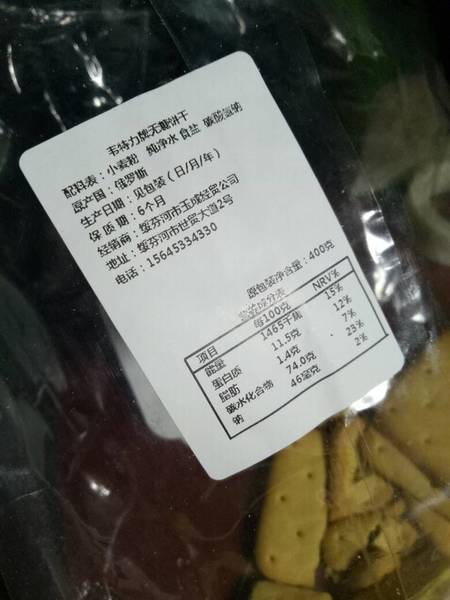 韦特力牌无糖饼干
配料表：小麦粉 纯净水 食盐 碳酸氢钠
原产国：俄罗斯
生产日期：见包装（日/月/年）
保质期：6个月
经销商：绥芬河市玉成经贸公司
地址：绥芬河市世贸大道2号
电话：15645334330
原包装净含量：400克
营养成分表
项目 每100克 NRV%
能量 1465千焦 15%
蛋白质 11.5克 12%
脂肪 1.4克 7%
碳水化合物 74.0克 23%
钠 46毫克 2%